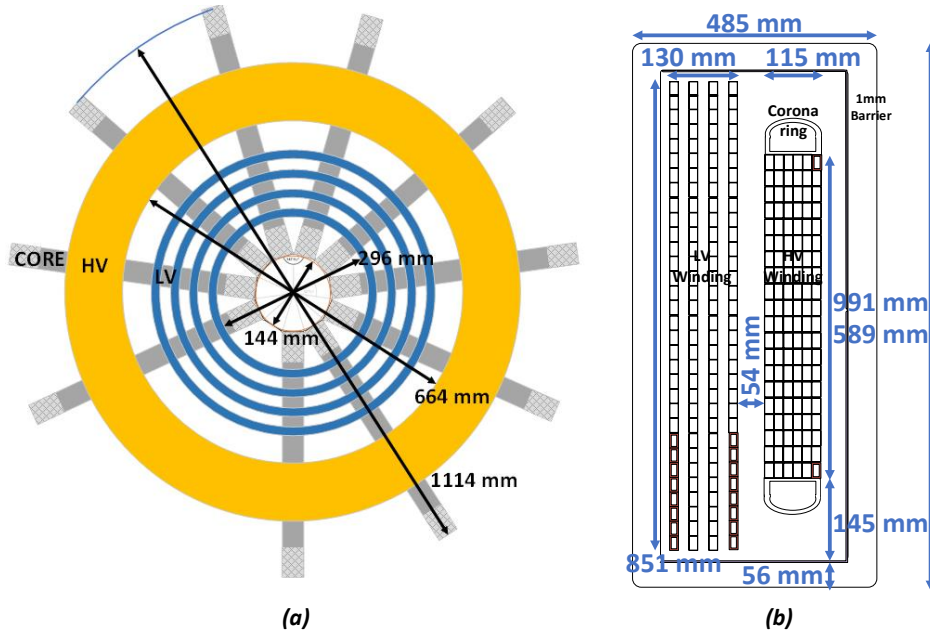 CORE
HV
LV
296 mm
144 mm
664 mm
1114 mm
(a)
485 mm
130 mm
115 mm
Corona
ring
1mm
Barrier
LV
Winding
HV
Winding
991 mm
589 mm
54 mm
145 mm
851 mm
56 mm
(b)